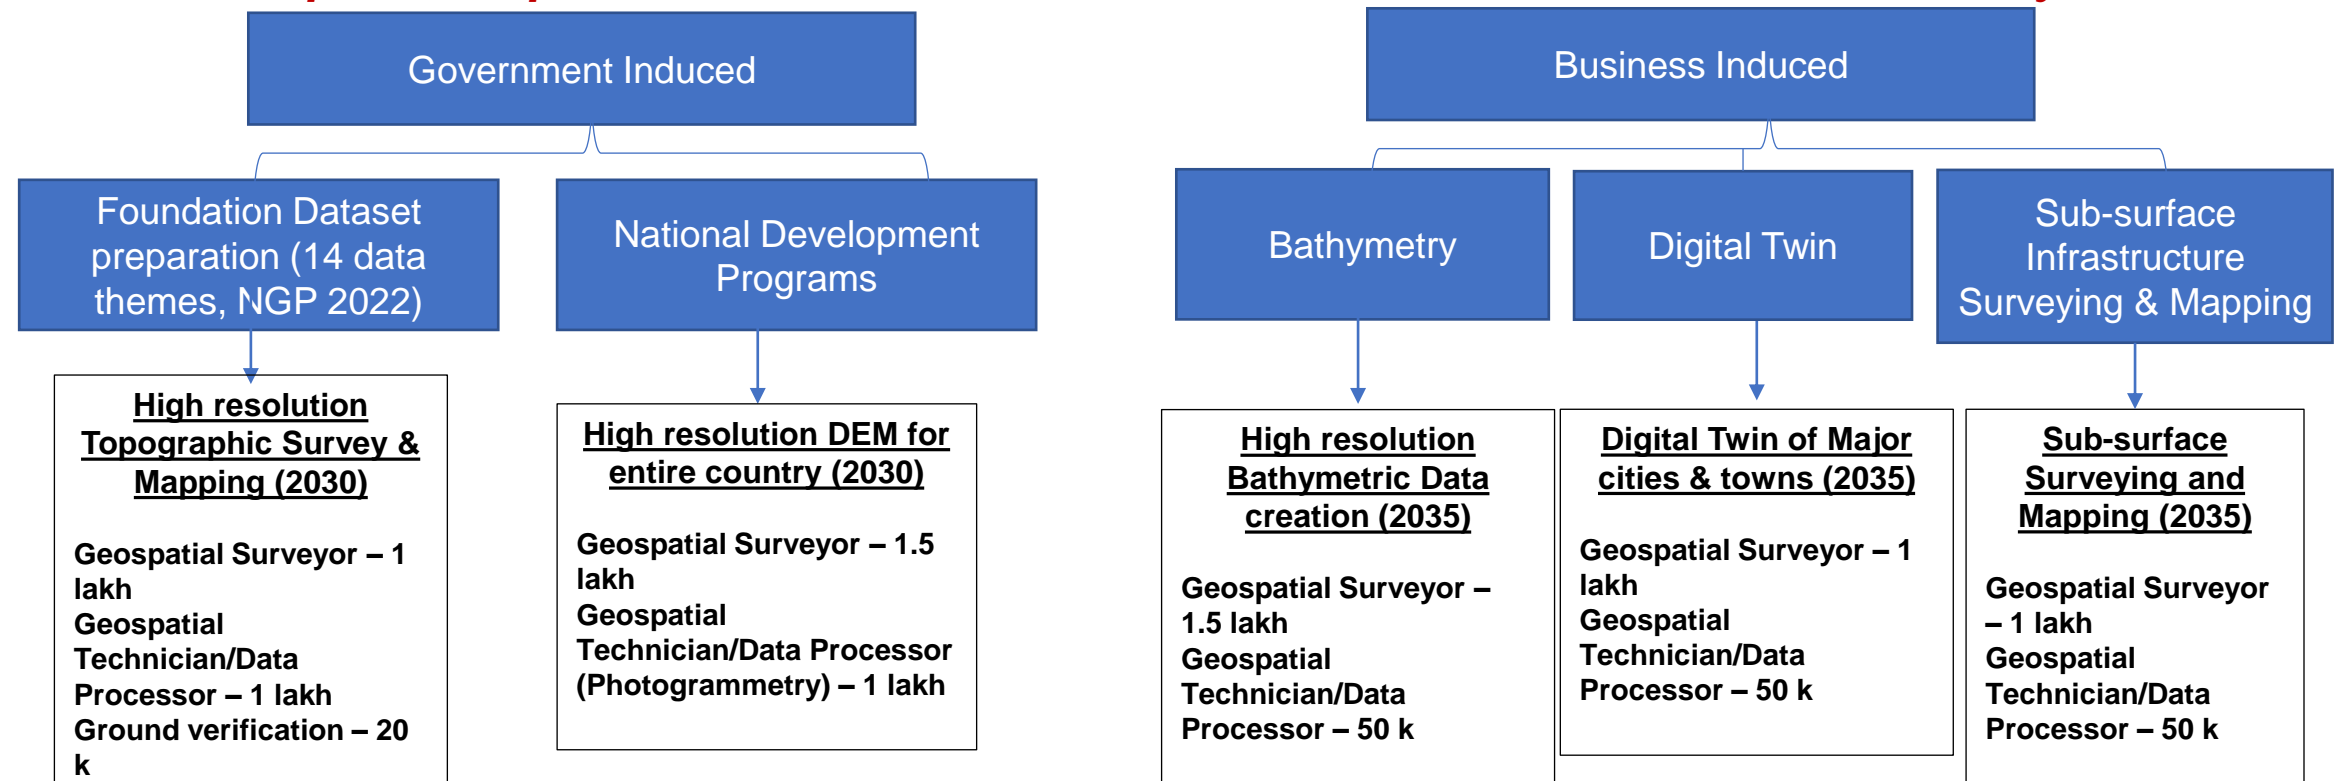 Government Induced
Foundation Dataset
preparation (14 data
themes, NGP 2022)
National Development
Programs
High resolution
Topographic Survey &
Mapping (2030)
Geospatial Surveyor – 1
lakh
Geospatial
Technician/Data
Processor – 1 lakh
Ground verification – 20
k
High resolution DEM for
entire country (2030)
Geospatial Surveyor – 1.5
lakh
Geospatial
Technician/Data Processor
(Photogrammetry) – 1 lakh
Business Induced
Bathymetry
Digital Twin
Sub-surface
Infrastructure
Surveying & Mapping
High resolution
Bathymetric Data
creation (2035)
Geospatial Surveyor –
1.5 lakh
Geospatial
Technician/Data
Processor – 50 k
Digital Twin of Major
cities & towns (2035)
Geospatial Surveyor – 1
lakh
Geospatial
Technician/Data
Processor – 50 k
Sub-surface
Surveying and
Mapping (2035)
Geospatial Surveyor
– 1 lakh
Geospatial
Technician/Data
Processor – 50 k